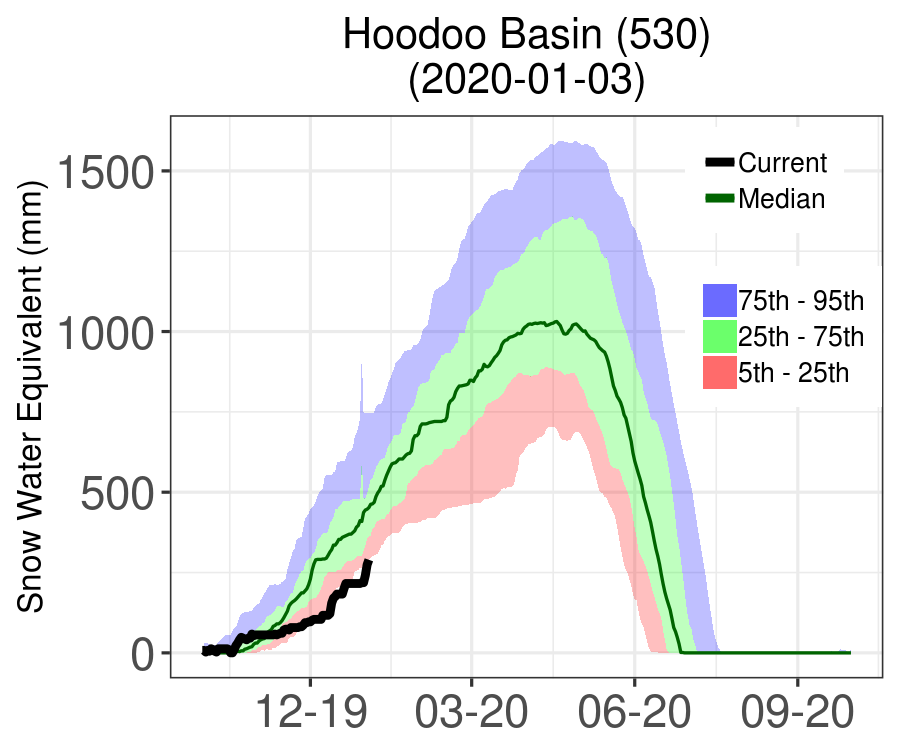 Hoodoo Basin (530)
(2020-01-03)
Snow Water Equivalent (mm)
1500
1000
500
0
12-19
03-20
06-20
09-20
Current
Median
75th - 95th
25th - 75th
5th - 25th